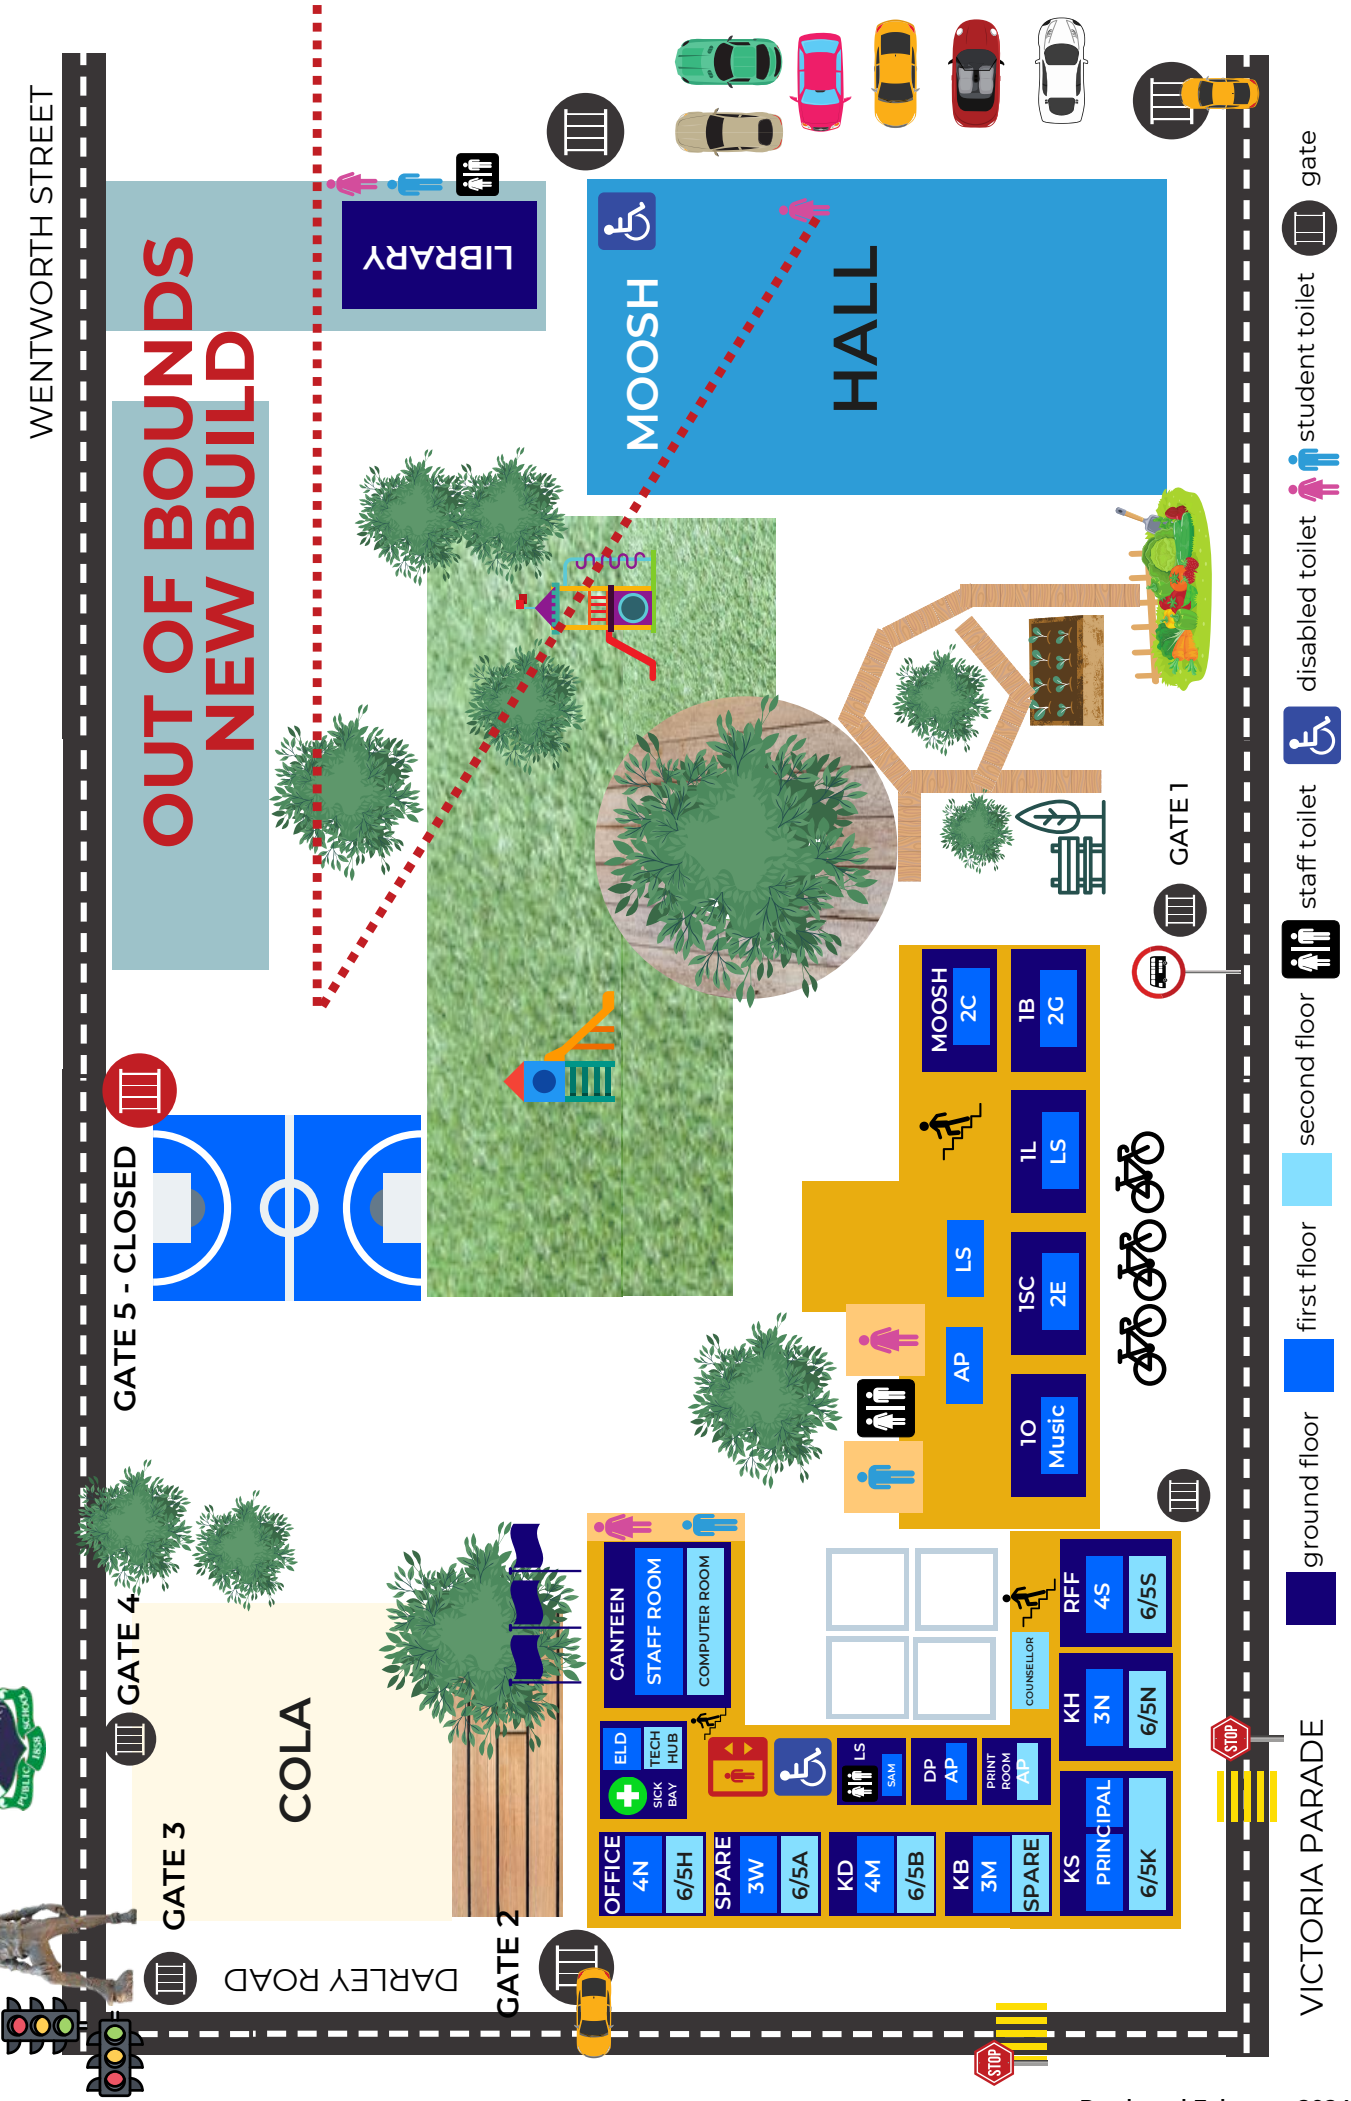 WENTWORTH STREET
OUT OF BOUNDS
NEW BUILD
LIBRARY
MOOSH
HALL
GATE 5 - CLOSED
GATE 4
GATE 3
COLA
DARLEY ROAD
GATE 2
PUBLIC SCHOOL
1858
CANTEEN
STAFF ROOM
COMPUTER ROOM
ELD
TECH
HUB
SICK
BAY
OFFICE
4N
6/5H
SPARE
3W
6/5A
KD
4M
6/5B
KB
3M
SPARE
LS
SAM
DP
AP
PRINT
ROOM
AP
COUNSELLOR
KS
PRINCIPAL
6/5K
KH
3N
6/5N
RFF
4S
6/5S
MOOSH
2C
1B
2G
1L
LS
1SC
2E
1O
Music
LS
AP
GATE 1
STOP
STOP
VICTORIA PARADE
ground floor
first floor
second floor
staff toilet
disabled toilet
student toilet
gate